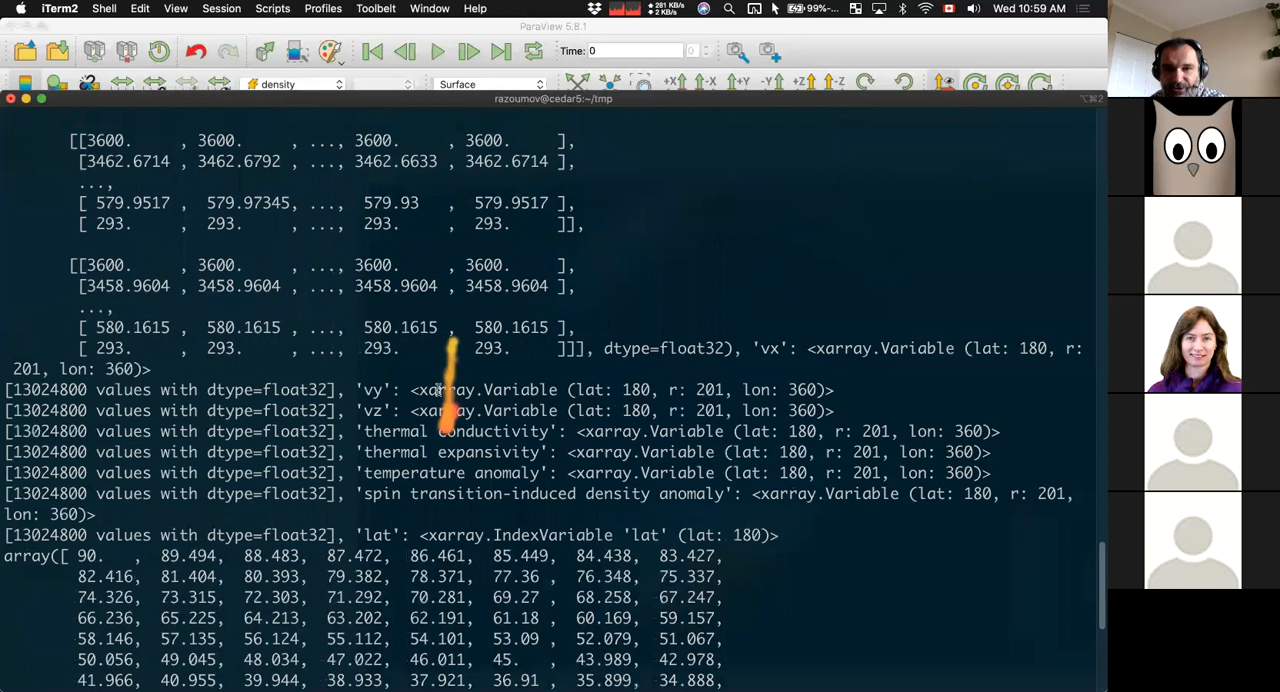 iTerm2 Shell Edit View Session Scripts Profiles Toolbelt Window Help 281 KB/s 2 KB/s 99% Wed 10:59 AM
ParaView 5.8.1
Time: 0 0
density Surface +X -X +Y -Y +Z -Z
razoumov@cedar5:~/tmp ⌥⌘2
[[3600. , 3600. , ..., 3600. , 3600. ],
[3462.6714 , 3462.6792 , ..., 3462.6633 , 3462.6714 ],
...,
[ 579.9517 , 579.97345, ..., 579.93 , 579.9517 ],
[ 293. , 293. , ..., 293. , 293. ]],
[[3600. , 3600. , ..., 3600. , 3600. ],
[3458.9604 , 3458.9604 , ..., 3458.9604 , 3458.9604 ],
...,
[ 580.1615 , 580.1615 , ..., 580.1615 , 580.1615 ],
[ 293. , 293. , ..., 293. , 293. ]]], dtype=float32), 'vx': <xarray.Variable (lat: 180, r:
201, lon: 360)>
[13024800 values with dtype=float32], 'vy': <xarray.Variable (lat: 180, r: 201, lon: 360)>
[13024800 values with dtype=float32], 'vz': <xarray.Variable (lat: 180, r: 201, lon: 360)>
[13024800 values with dtype=float32], 'thermal conductivity': <xarray.Variable (lat: 180, r: 201, lon: 360)>
[13024800 values with dtype=float32], 'thermal expansivity': <xarray.Variable (lat: 180, r: 201, lon: 360)>
[13024800 values with dtype=float32], 'temperature anomaly': <xarray.Variable (lat: 180, r: 201, lon: 360)>
[13024800 values with dtype=float32], 'spin transition-induced density anomaly': <xarray.Variable (lat: 180, r: 201,
lon: 360)>
[13024800 values with dtype=float32], 'lat': <xarray.IndexVariable 'lat' (lat: 180)>
array([ 90. , 89.494, 88.483, 87.472, 86.461, 85.449, 84.438, 83.427,
82.416, 81.404, 80.393, 79.382, 78.371, 77.36 , 76.348, 75.337,
74.326, 73.315, 72.303, 71.292, 70.281, 69.27 , 68.258, 67.247,
66.236, 65.225, 64.213, 63.202, 62.191, 61.18 , 60.169, 59.157,
58.146, 57.135, 56.124, 55.112, 54.101, 53.09 , 52.079, 51.067,
50.056, 49.045, 48.034, 47.022, 46.011, 45. , 43.989, 42.978,
41.966, 40.955, 39.944, 38.933, 37.921, 36.91 , 35.899, 34.888,